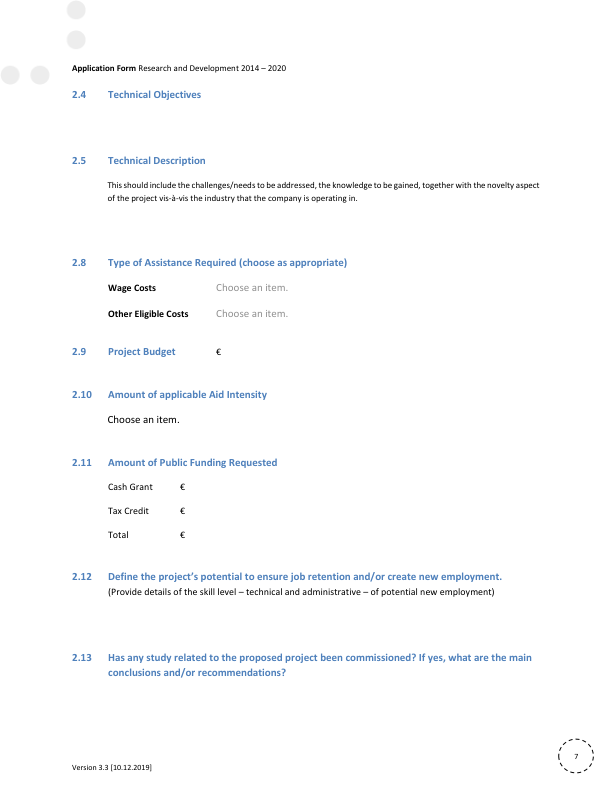 Application Form Research and Development 2014 – 2020
2.4 Technical Objectives
2.5 Technical Description
This should include the challenges/needs to be addressed, the knowledge to be gained, together with the novelty aspect
of the project vis-à-vis the industry that the company is operating in.
2.8 Type of Assistance Required (choose as appropriate)
Wage Costs Choose an item.
Other Eligible Costs Choose an item.
2.9 Project Budget €
2.10 Amount of applicable Aid Intensity
Choose an item.
2.11 Amount of Public Funding Requested
Cash Grant €
Tax Credit €
Total €
2.12 Define the project’s potential to ensure job retention and/or create new employment.
(Provide details of the skill level – technical and administrative – of potential new employment)
2.13 Has any study related to the proposed project been commissioned? If yes, what are the main
conclusions and/or recommendations?
7
Version 3.3 [10.12.2019]